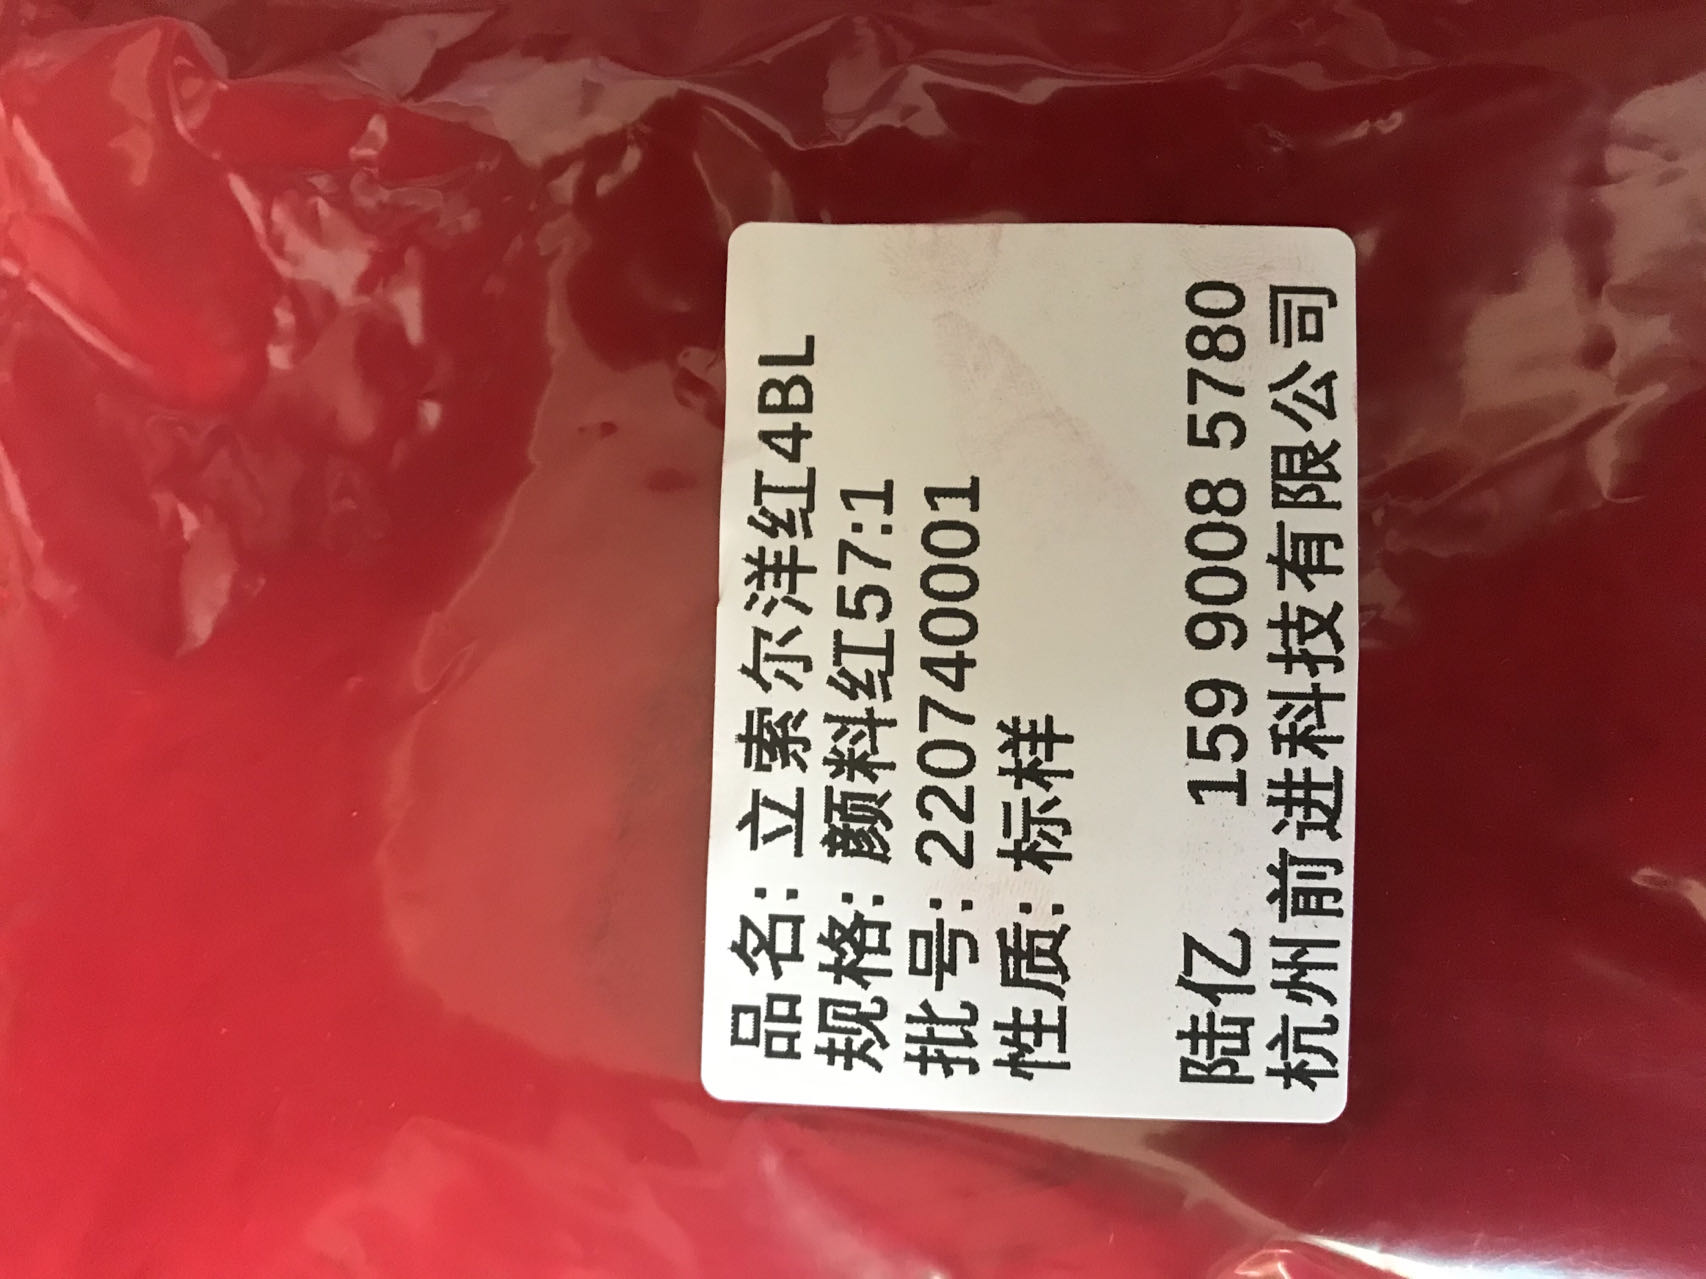 品名: 立索尔洋红4BL
规格: 颜料红57:1
批号: 220740001
性质: 标样
陆亿 159 9008 5780
杭州前进科技有限公司